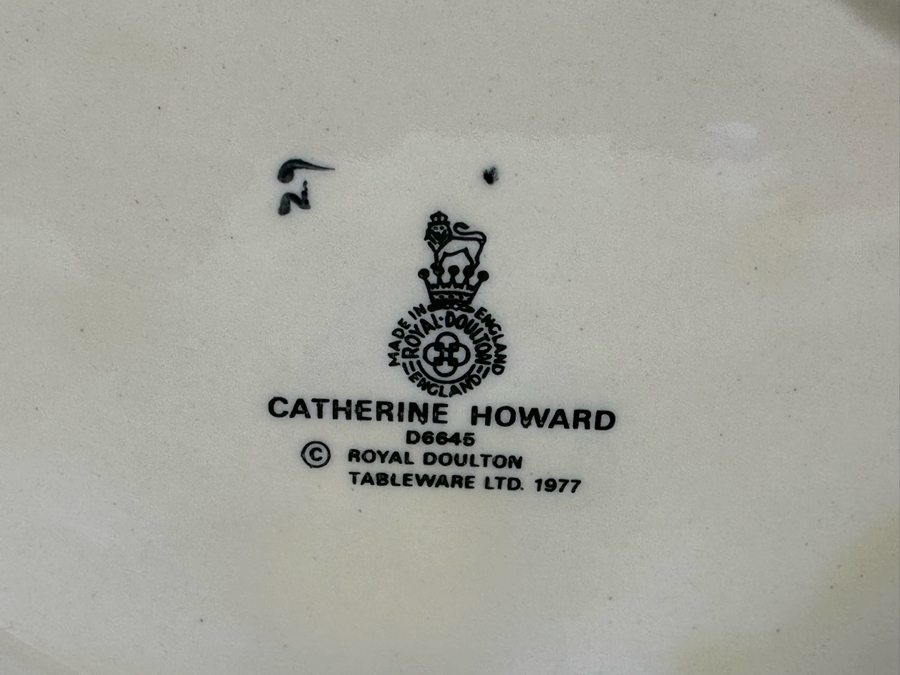 MADE IN ENGLAND
ROYAL·DOULTON
ENGLAND
CATHERINE HOWARD
D6645
© ROYAL DOULTON
TABLEWARE LTD. 1977